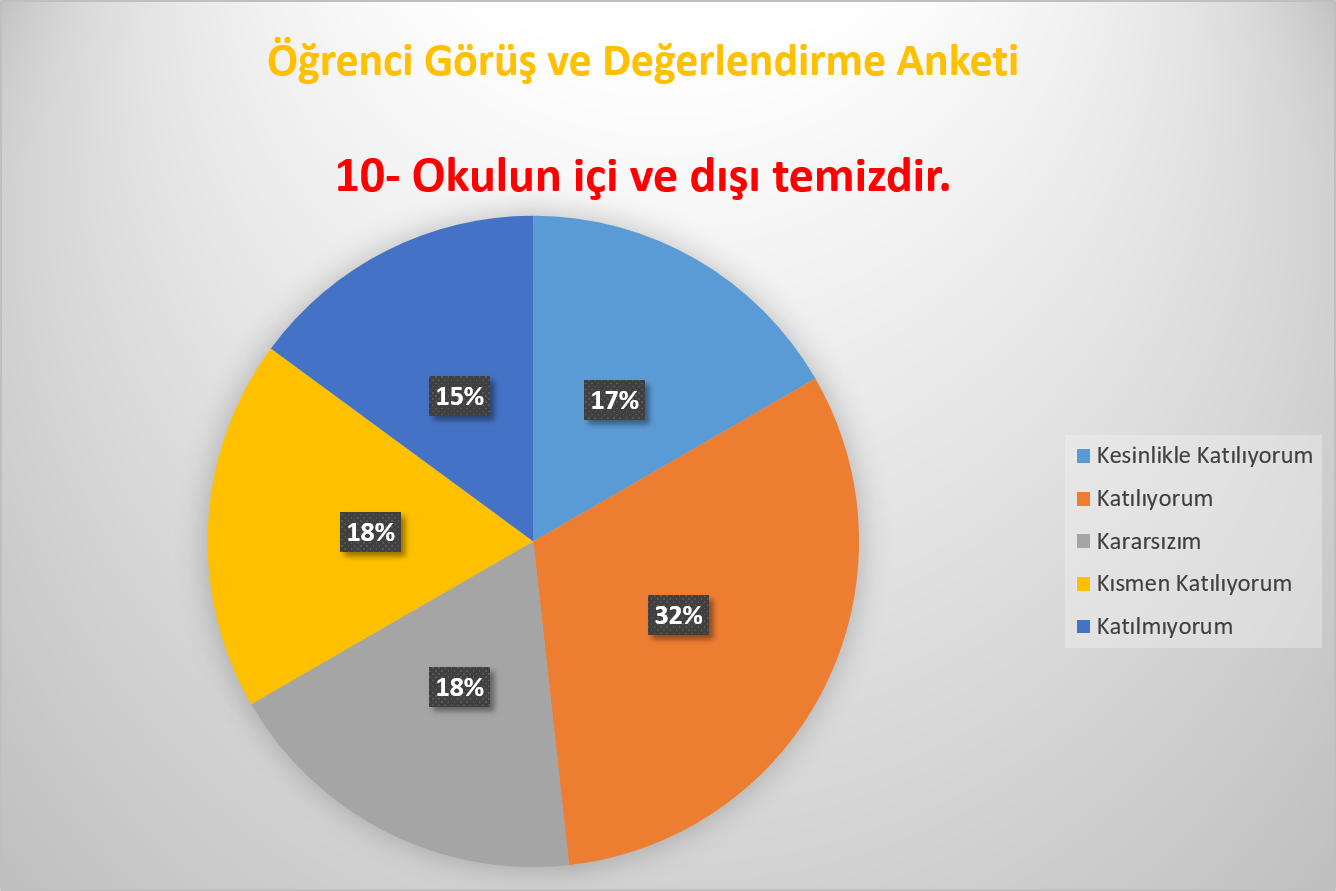 Öğrenci Görüş ve Değerlendirme Anketi
10- Okulun içi ve dışı temizdir.
15%
17%
18%
32%
18%
Kesinlikle Katılıyorum
Katılıyorum
Kararsızım
Kısmen Katılıyorum
Katılmıyorum